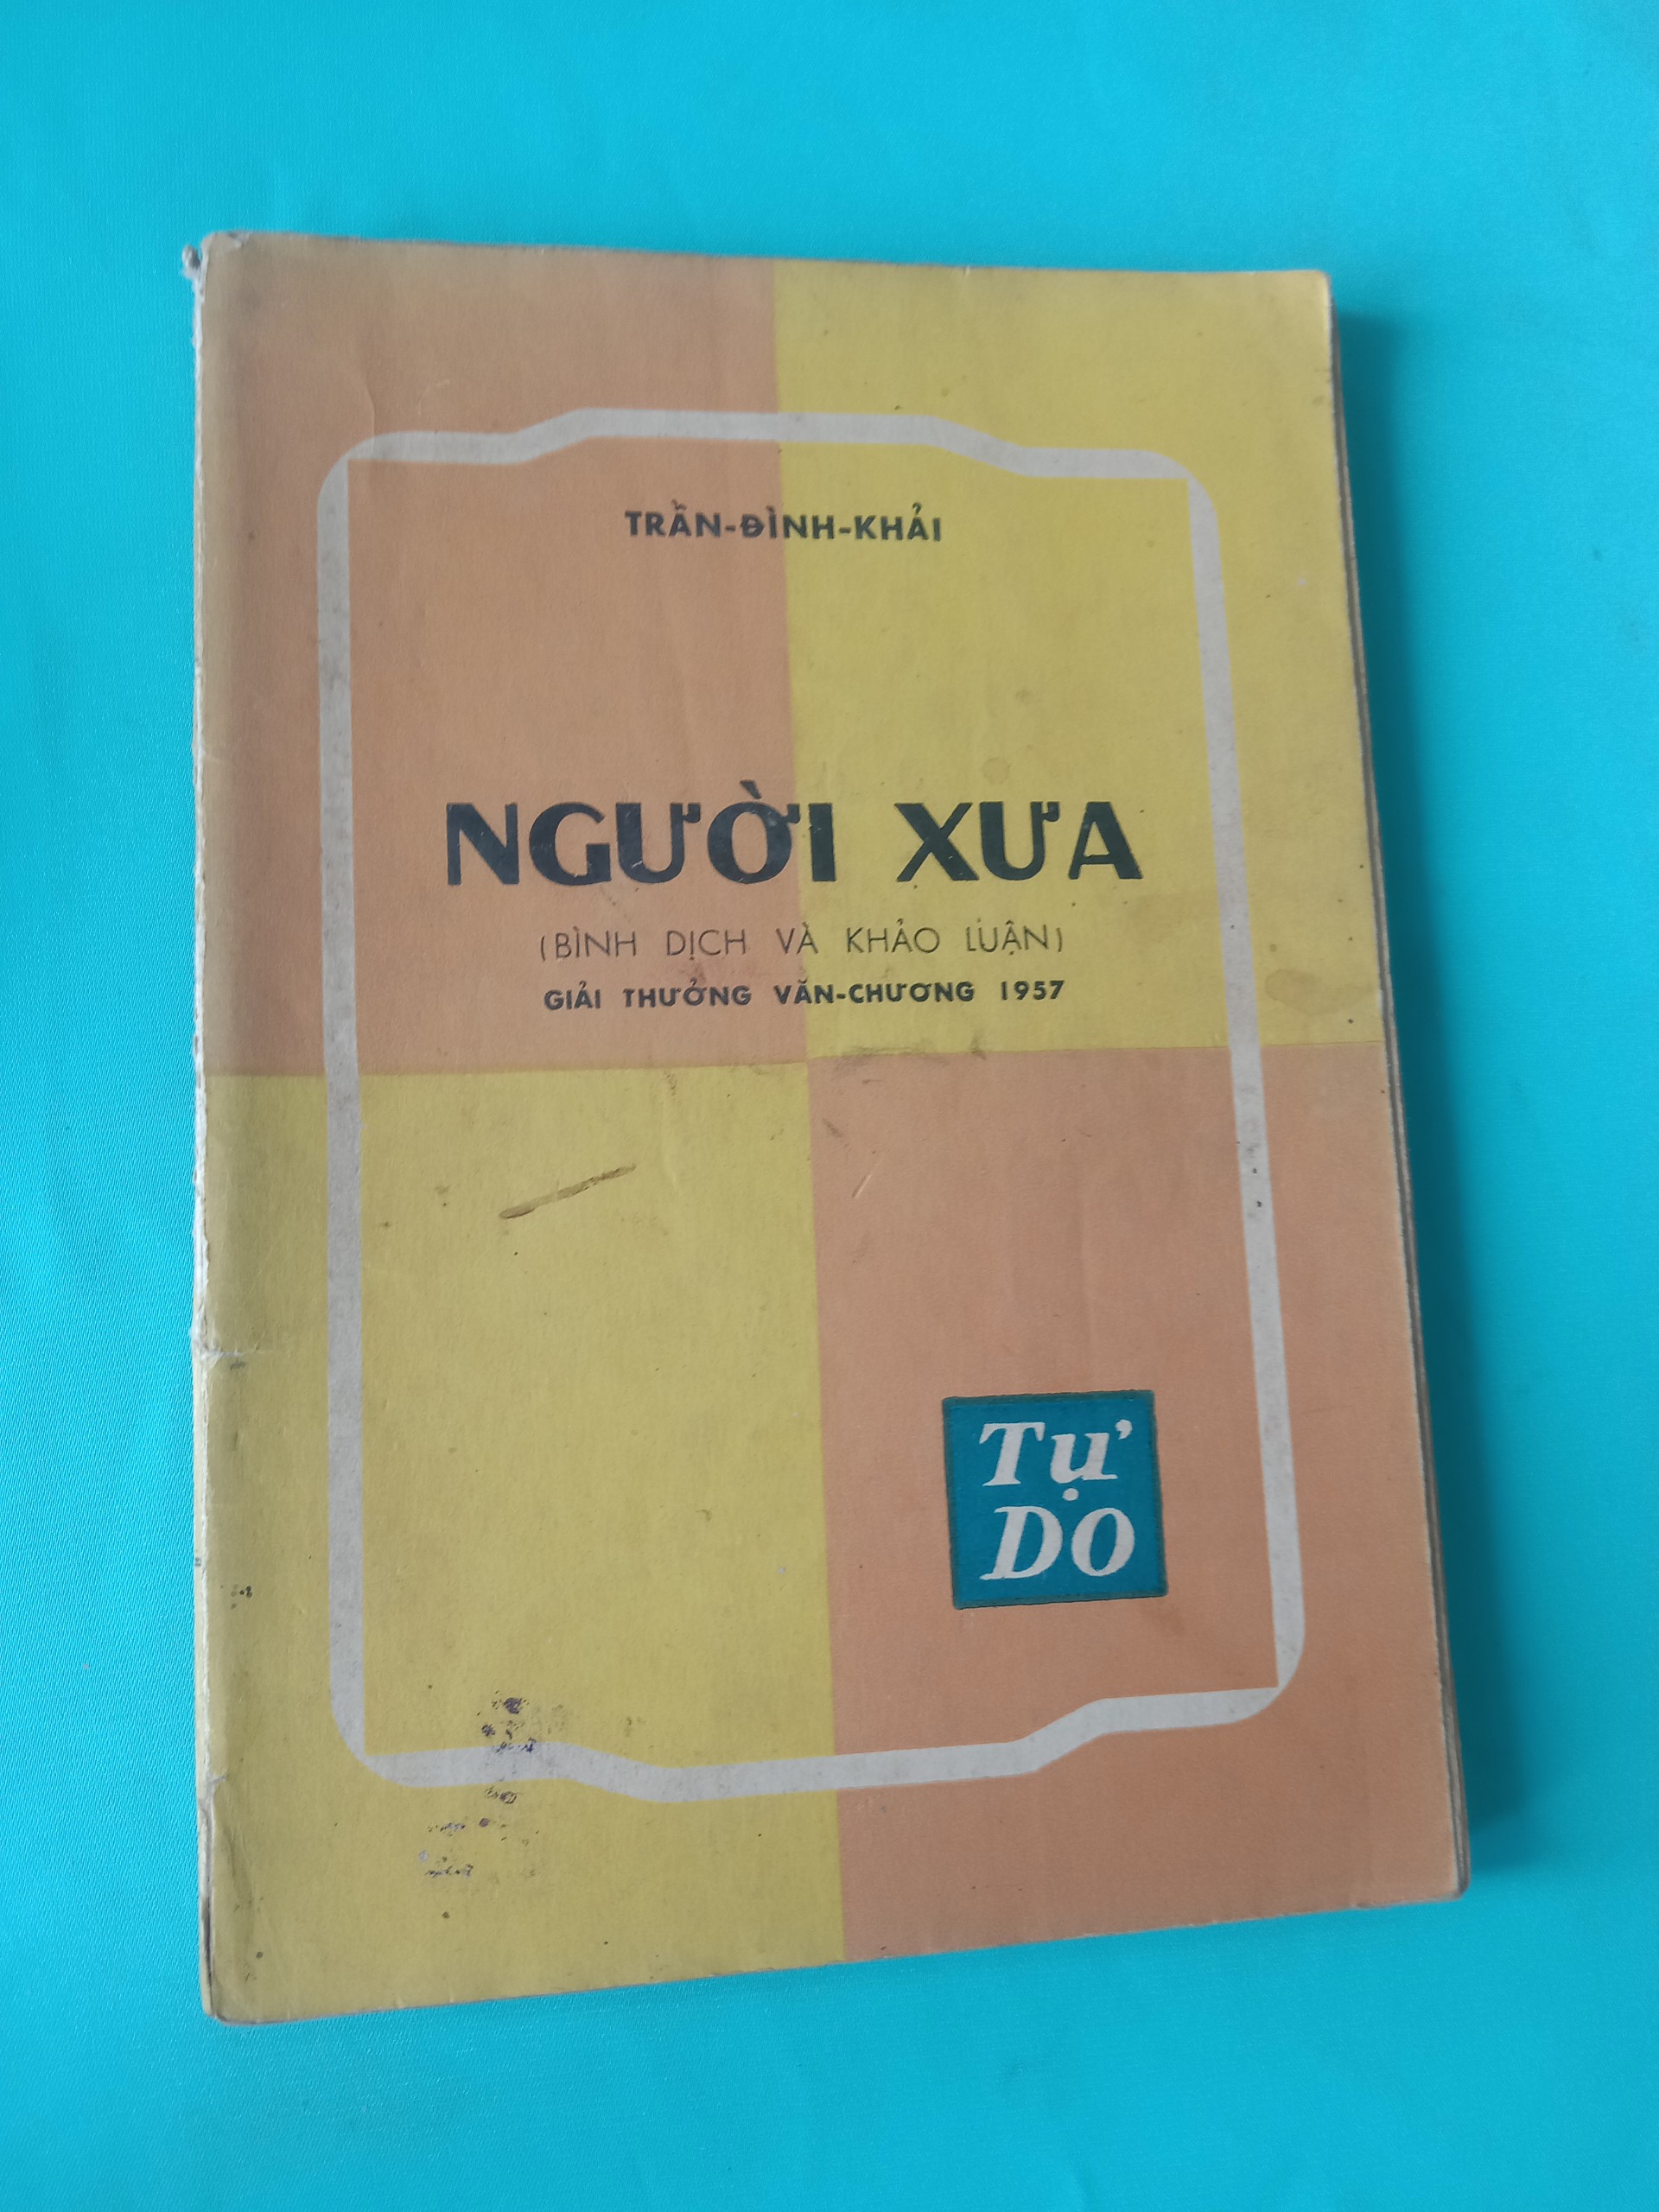 TRẦN-ĐÌNH-KHẢI
NGƯỜI XƯA
(BÌNH DỊCH VÀ KHẢO LUẬN)
GIẢI THƯỞNG VĂN-CHƯƠNG 1957
TỰ
DO